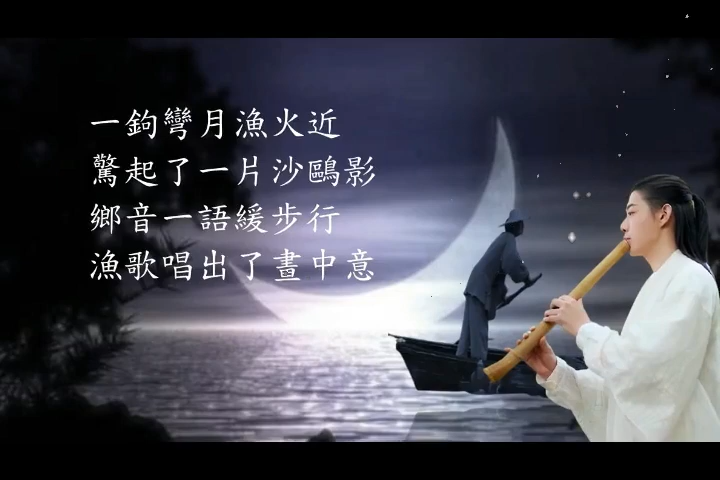 一鉤彎月漁火近
驚起了一片沙鷗影
鄉音一語緩步行
漁歌唱出了畫中意